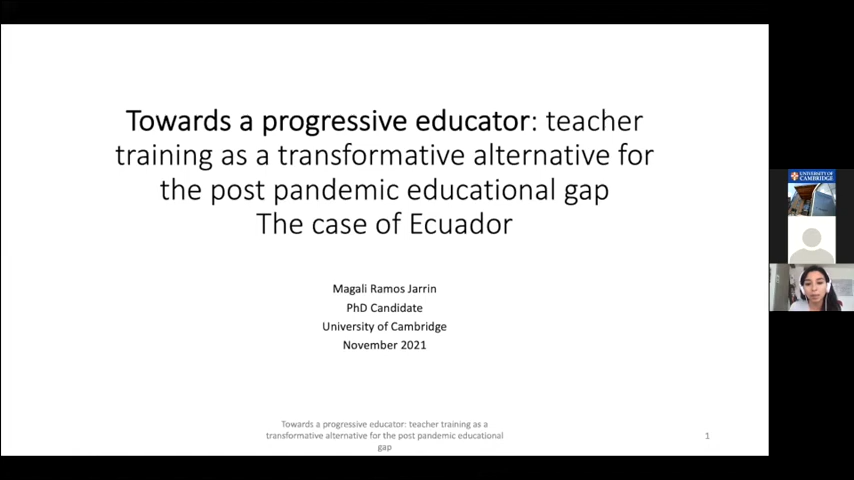 Towards a progressive educator: teacher
training as a transformative alternative for
the post pandemic educational gap
The case of Ecuador
Magali Ramos Jarrin
PhD Candidate
University of Cambridge
November 2021
Towards a progressive educator: teacher training as a
transformative alternative for the post pandemic educational
gap
1
UNIVERSITY OF
CAMBRIDGE